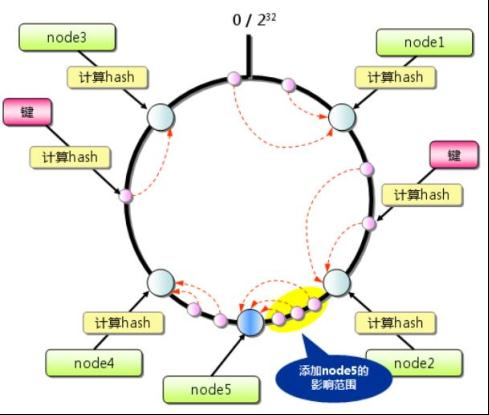 0 / 2³²
node3
node1
计算hash
计算hash
键
键
计算hash
计算hash
计算hash
计算hash
node4
node5
添加node5的
影响范围
node2